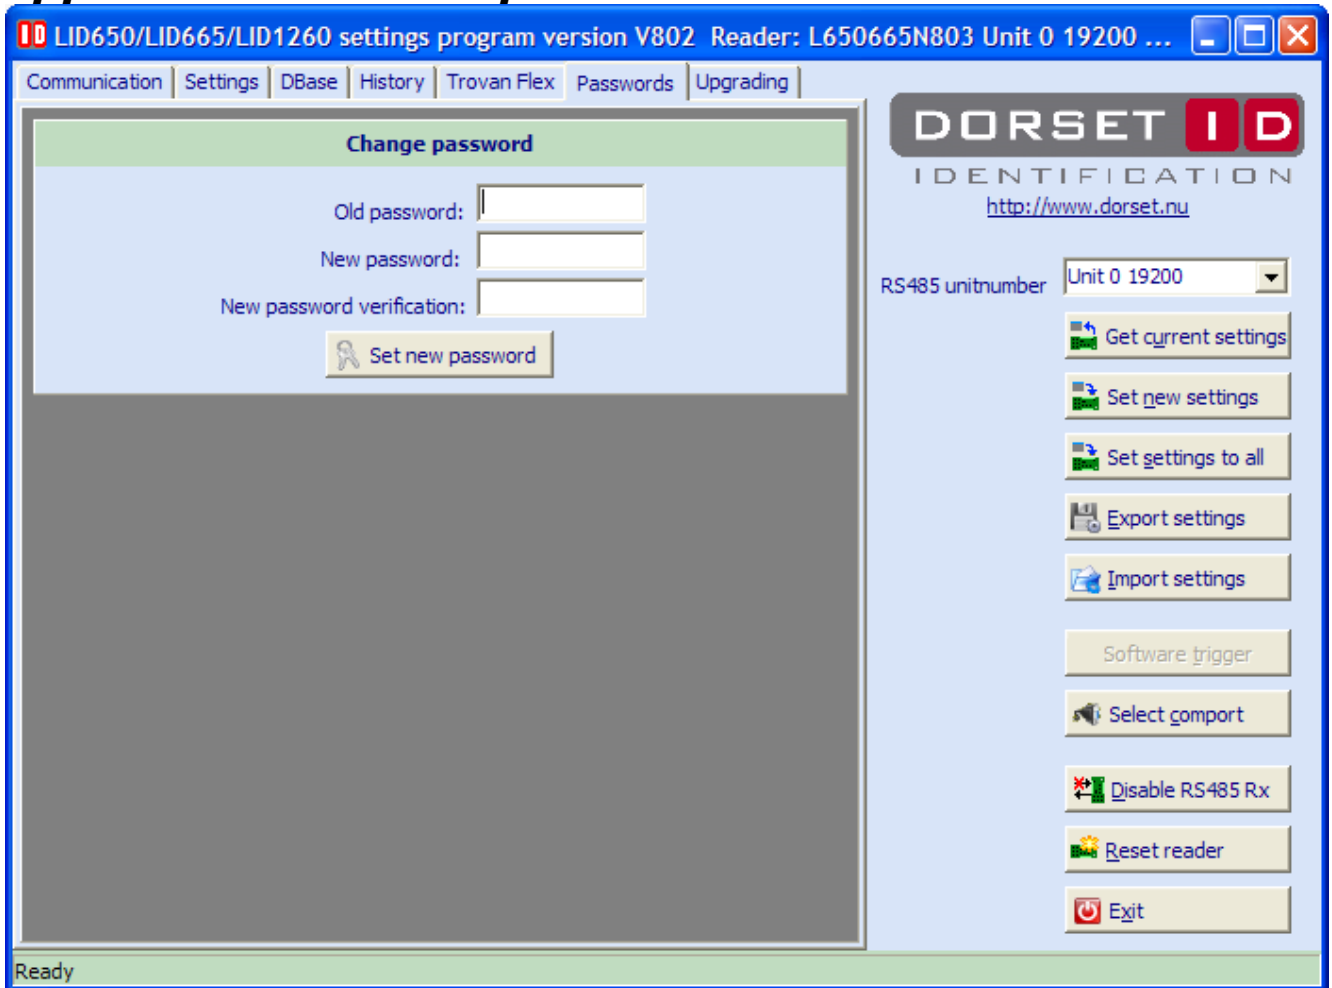 ID LID650/LID665/LID1260 settings program version V802 Reader: L650665N803 Unit 0 19200 ...
Communication Settings DBase History Trovan Flex Passwords Upgrading
Change password
Old password:
New password:
New password verification:
Set new password
DORSET ID
IDENTIFICATION
http://www.dorset.nu
RS485 unitnumber Unit 0 19200
Get current settings
Set new settings
Set settings to all
Export settings
Import settings
Software trigger
Select comport
Disable RS485 Rx
Reset reader
Exit
Ready